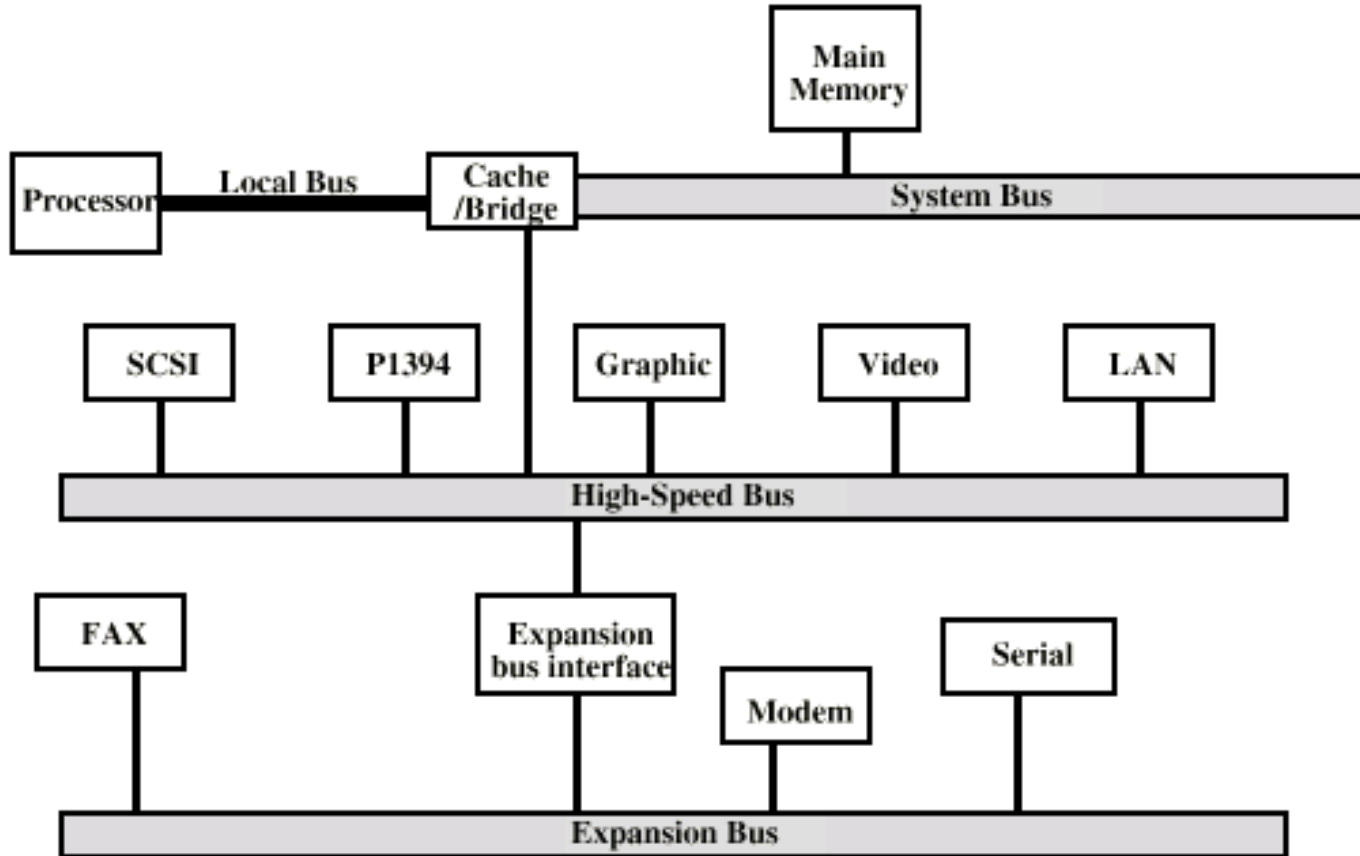 Main
Memory
Processor
Local Bus
Cache
/Bridge
System Bus
SCSI
P1394
Graphic
Video
LAN
High-Speed Bus
FAX
Expansion
bus interface
Modem
Serial
Expansion Bus